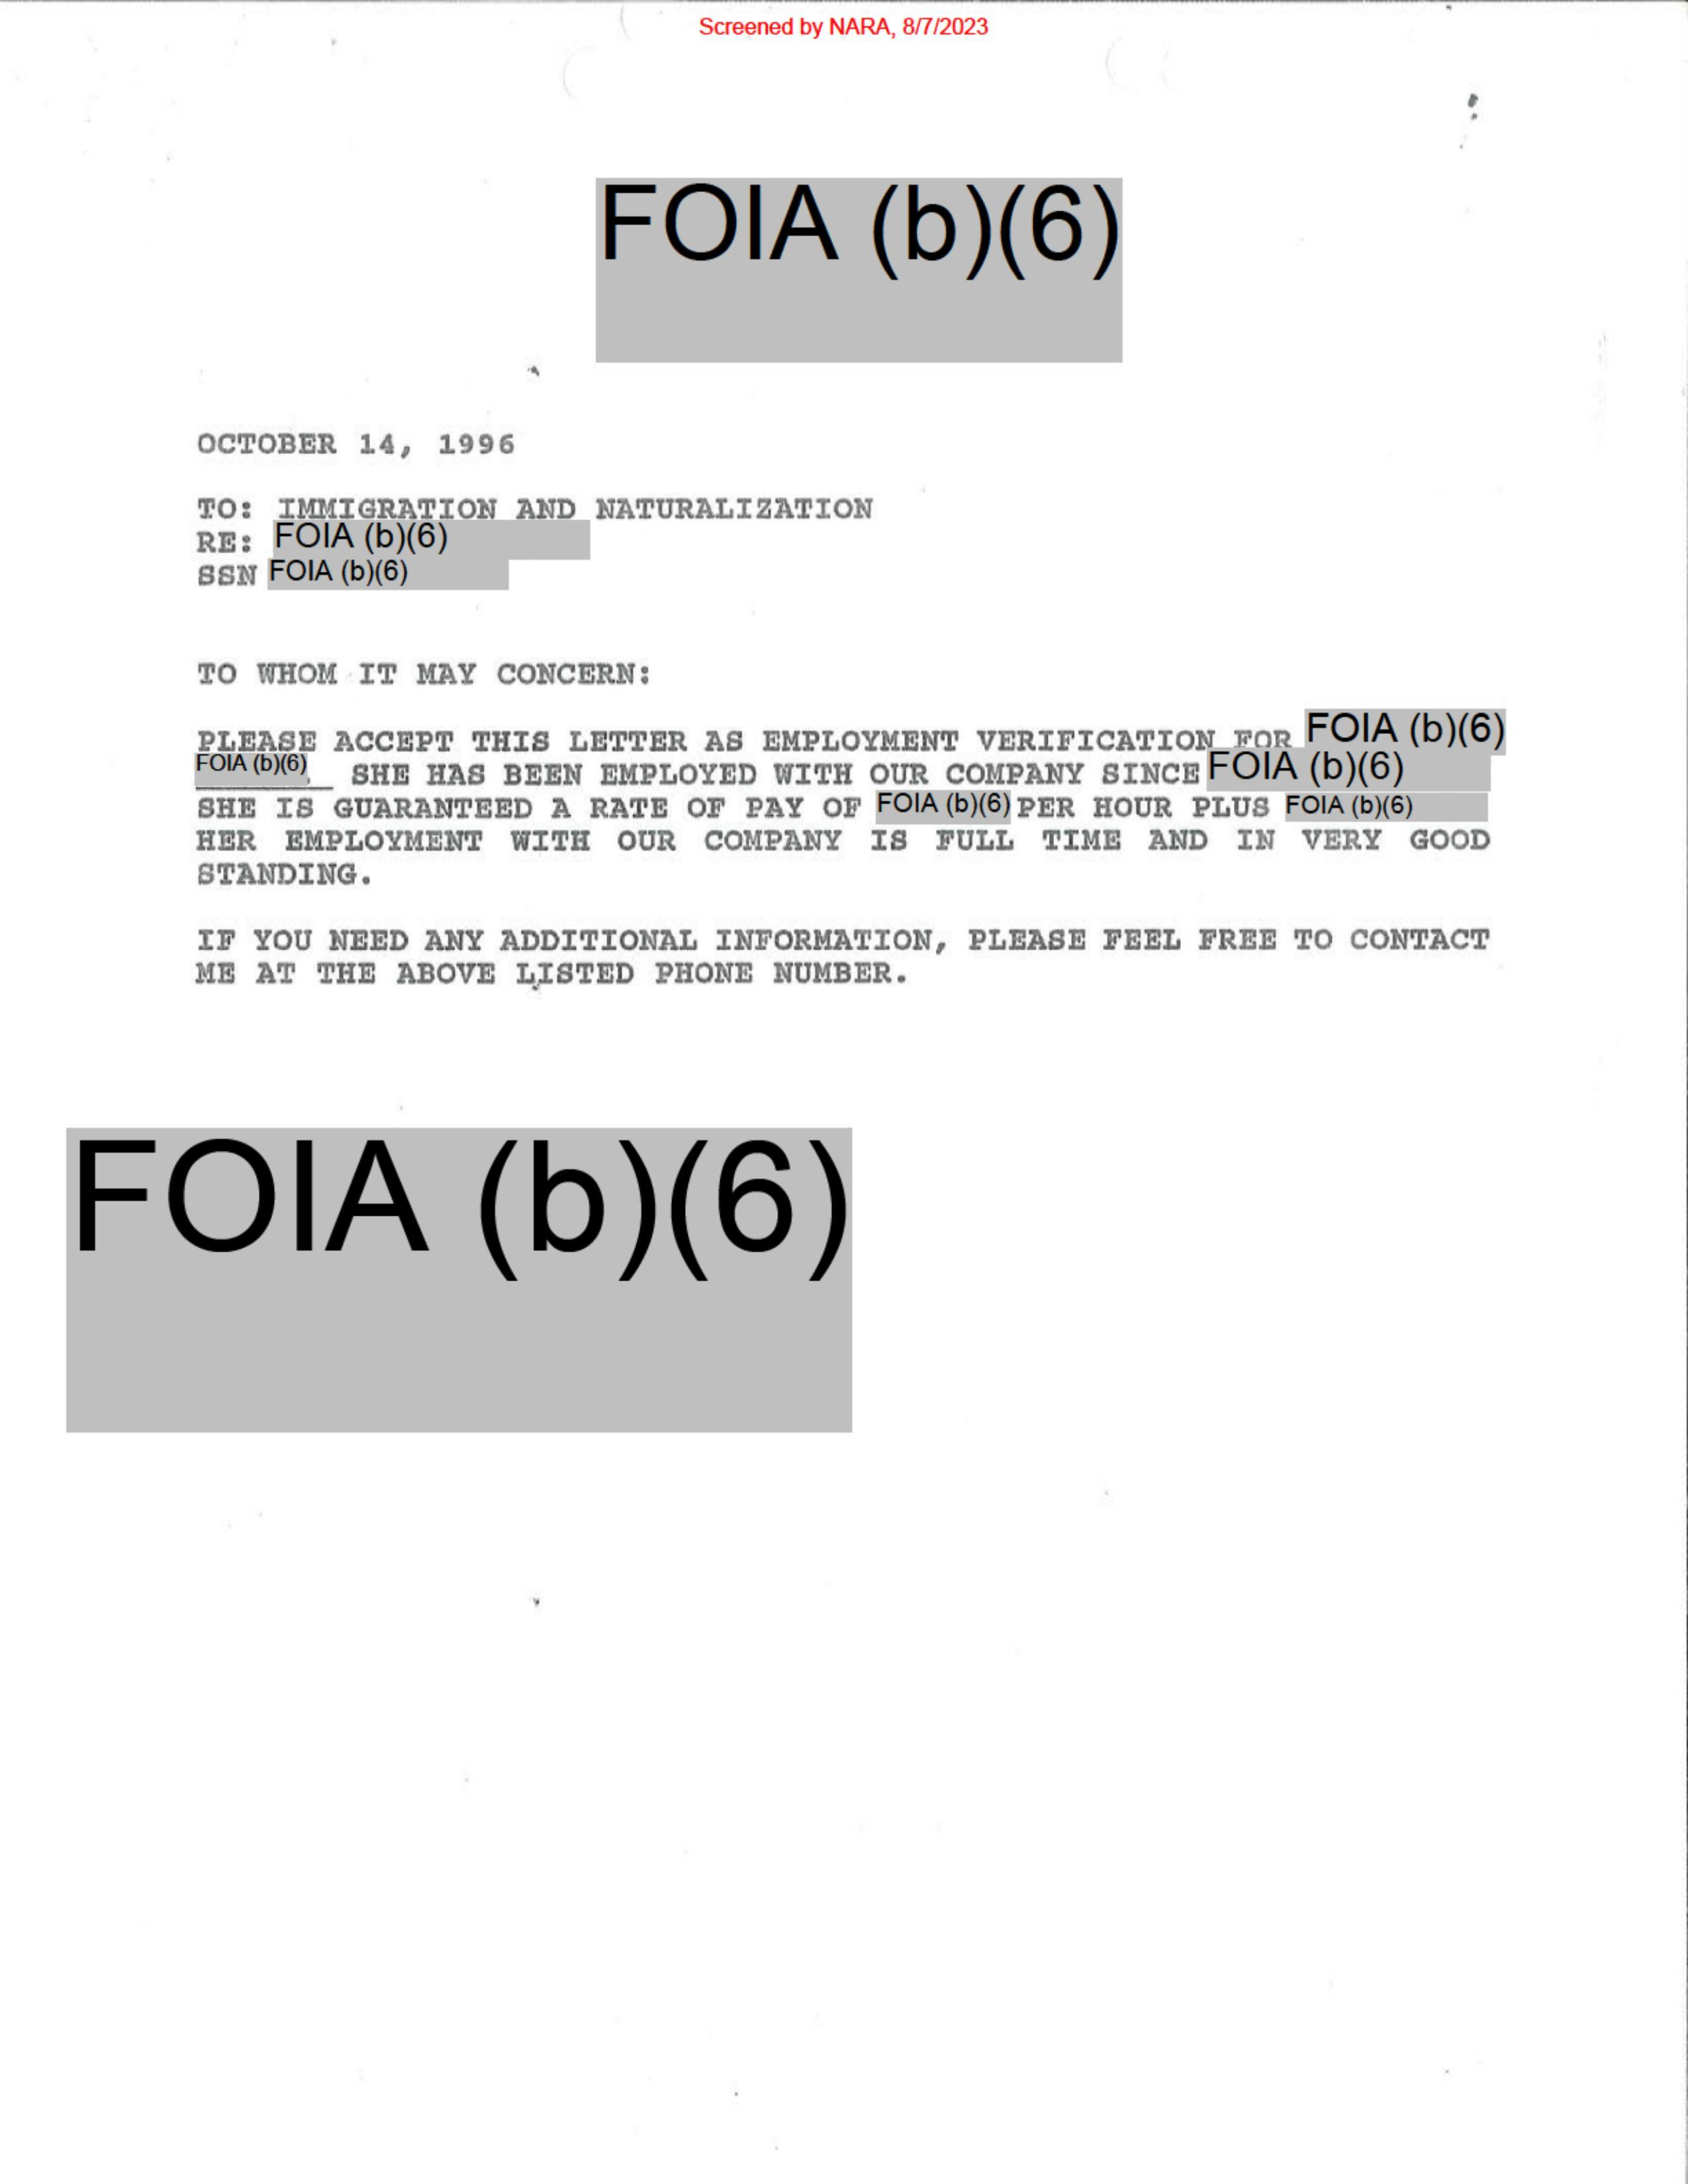 Screened by NARA, 8/7/2023
FOIA (b)(6)
OCTOBER 14, 1996
TO: IMMIGRATION AND NATURALIZATION
RE: FOIA (b)(6)
SSN FOIA (b)(6)
TO WHOM IT MAY CONCERN:
PLEASE ACCEPT THIS LETTER AS EMPLOYMENT VERIFICATION FOR FOIA (b)(6)
FOIA (b)(6) SHE HAS BEEN EMPLOYED WITH OUR COMPANY SINCE FOIA (b)(6)
SHE IS GUARANTEED A RATE OF PAY OF FOIA (b)(6) PER HOUR PLUS FOIA (b)(6)
HER EMPLOYMENT WITH OUR COMPANY IS FULL TIME AND IN VERY GOOD
STANDING.
IF YOU NEED ANY ADDITIONAL INFORMATION, PLEASE FEEL FREE TO CONTACT
ME AT THE ABOVE LISTED PHONE NUMBER.
FOIA (b)(6)